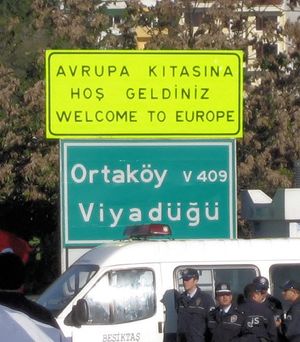 AVRUPA KITASINA
HOŞ GELDİNİZ
WELCOME TO EUROPE
Ortaköy V 409
Viyadüğü
BEŞİKTAŞ